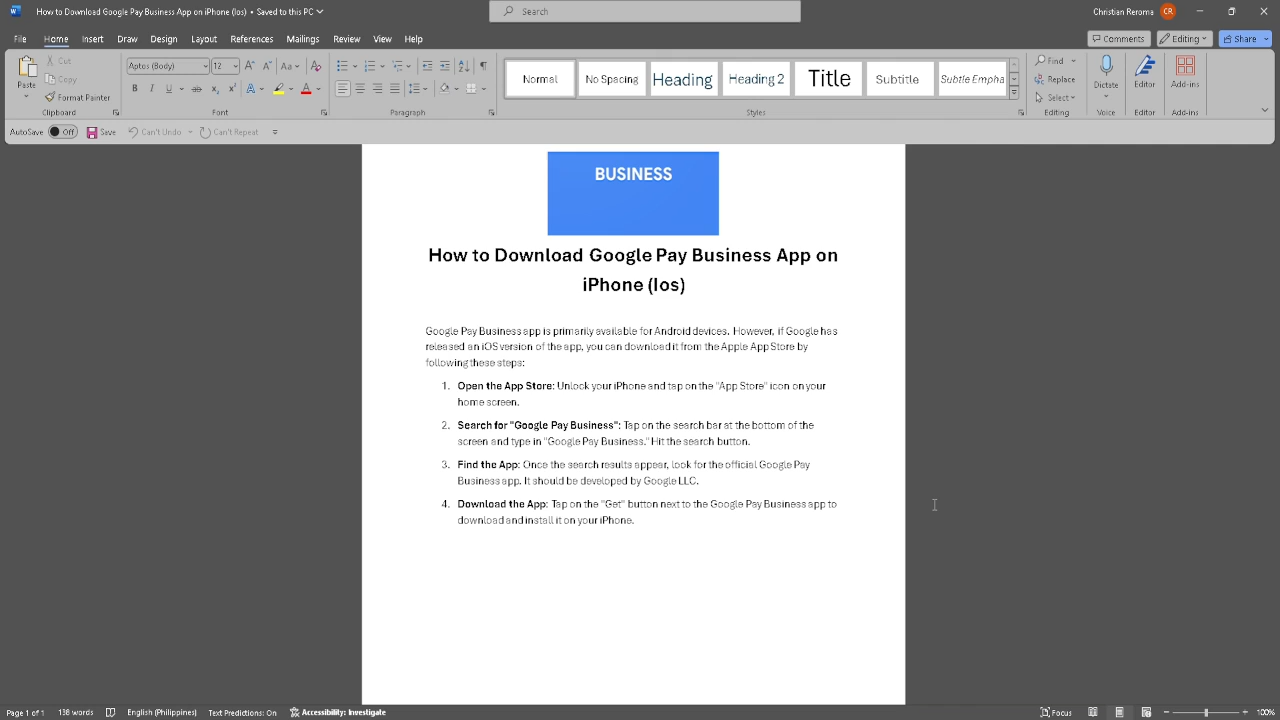 How to Download Google Pay Business App on iPhone (Ios) • Saved to this PC
Search
Christian Reroma CR
File Home Insert Draw Design Layout References Mailings Review View Help
Comments Editing Share
Paste
Cut
Copy
Format Painter
Clipboard
Aptos (Body) 12
Font
Paragraph
Normal No Spacing Heading Heading 2 Title Subtitle Subtle Empha
Styles
Find
Replace
Select
Editing
Dictate
Voice
Editor
Editor
Add-ins
Add-ins
AutoSave Off Save Can't Undo Can't Repeat
BUSINESS
How to Download Google Pay Business App on
iPhone (Ios)
Google Pay Business app is primarily available for Android devices. However, if Google has
released an iOS version of the app, you can download it from the Apple App Store by
following these steps:
1. Open the App Store: Unlock your iPhone and tap on the "App Store" icon on your
home screen.
2. Search for "Google Pay Business": Tap on the search bar at the bottom of the
screen and type in "Google Pay Business." Hit the search button.
3. Find the App: Once the search results appear, look for the official Google Pay
Business app. It should be developed by Google LLC.
4. Download the App: Tap on the "Get" button next to the Google Pay Business app to
download and install it on your iPhone.
Page 1 of 1 138 words English (Philippines) Text Predictions: On Accessibility: Investigate Focus 100%